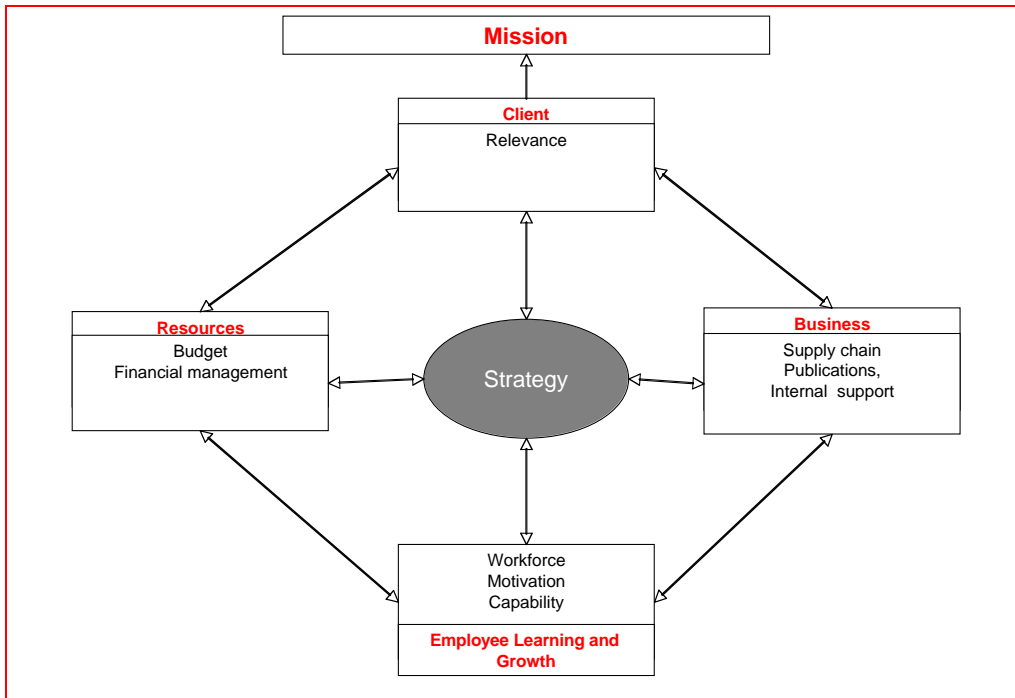 Mission
Client
Relevance
Resources
Budget
Financial management
Strategy
Business
Supply chain
Publications,
Internal  support
Workforce
Motivation
Capability
Employee Learning and
Growth